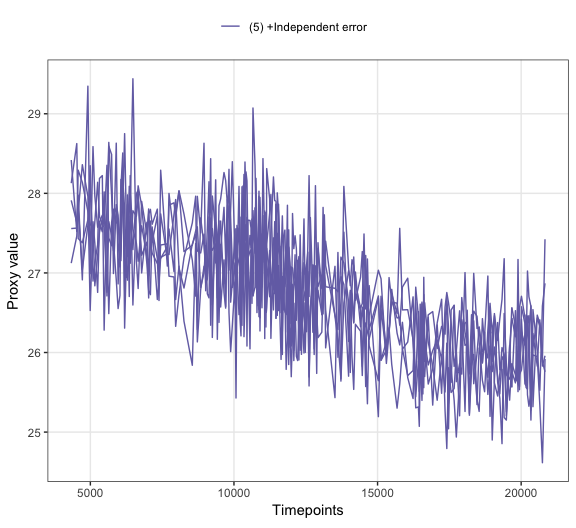 (5) +Independent error
29
28
27
26
25
Proxy value
5000 10000 15000 20000
Timepoints